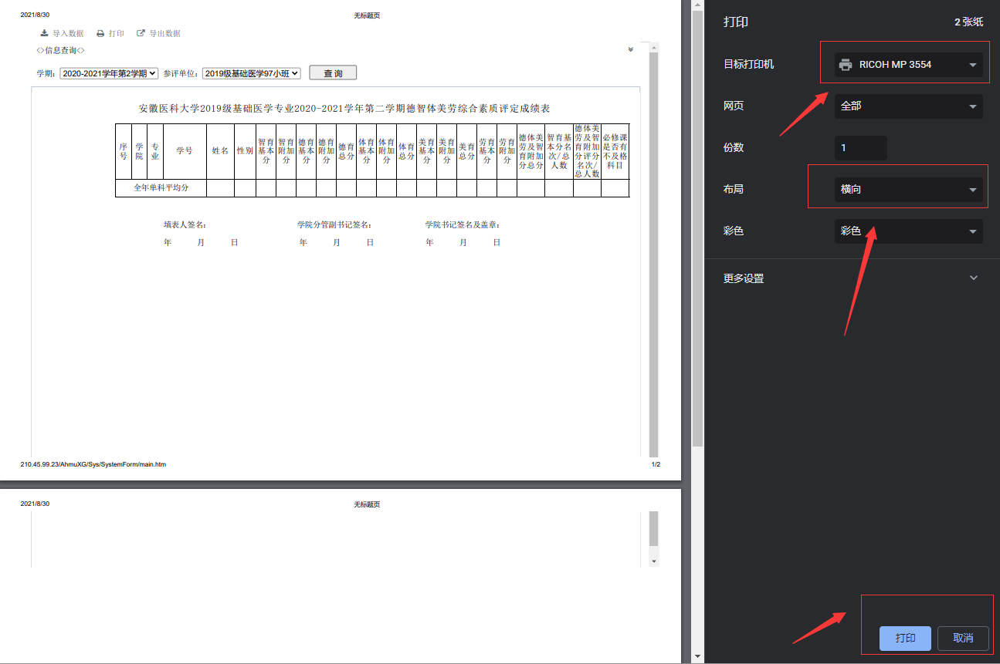 2021/8/30
无标题页
导入数据 打印 导出数据
<>信息查询<>
学期: 2020-2021学年第2学期 参评单位: 2019级基础医学97小班 查 询
安徽医科大学2019级基础医学专业2020-2021学年第二学期德智体美劳综合素质评定成绩表
序号 学院 专业 学号 姓名 性别 智育基本分 智育附加分 德育基本分 德育附加分 德育总分 体育基本分 体育附加分 体育总分 美育基本分 美育附加分 美育总分 劳育基本分 劳育附加分 德体美劳及智育附加分总分 智育基本分名次/总人数 德体美劳及智育附加分评分名次/总人数 必修课是否有不及格科目
全年单科平均分
填表人签名: 学院分管副书记签名: 学院书记签名及盖章:
年 月 日 年 月 日 年 月 日
210.45.99.23/AhmuXG/Sys/SystemForm/main.htm
1/2
2021/8/30
无标题页
打印
2 张纸
目标打印机
RICOH MP 3554
网页
全部
份数
1
布局
横向
彩色
彩色
更多设置
打印
取消